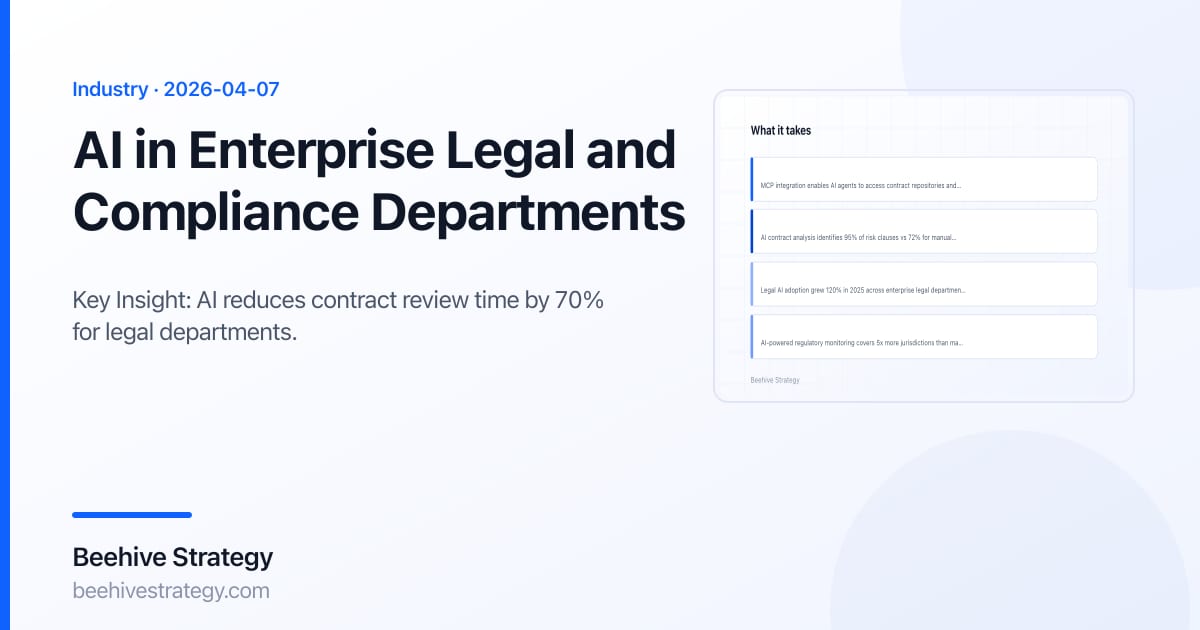 Industry · 2026-04-07
AI in Enterprise Legal and
Compliance Departments
Key Insight: AI reduces contract review time by 70%
for legal departments.
What it takes
MCP integration enables AI agents to access contract repositories and...
AI contract analysis identifies 95% of risk clauses vs 72% for manual...
Legal AI adoption grew 120% in 2025 across enterprise legal departmen...
AI-powered regulatory monitoring covers 5x more jurisdictions than ma...
Beehive Strategy
Beehive Strategy
beehivestrategy.com